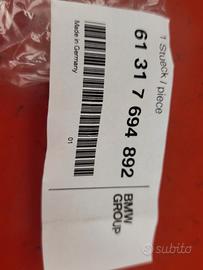 1 Stueck / piece
61 31 7 694 892
Made in Germany
01
BMW
GROUP
subito